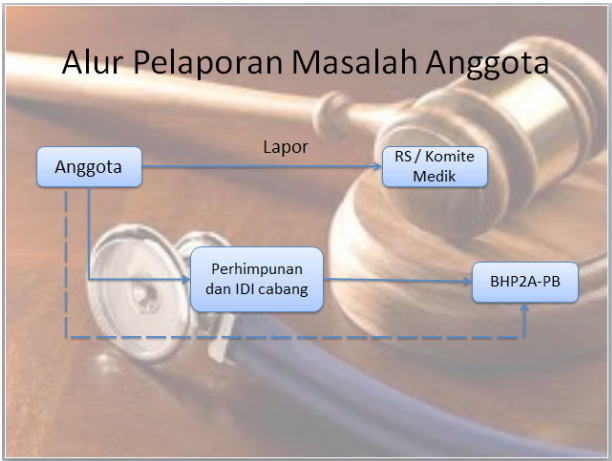 Alur Pelaporan Masalah Anggota
Lapor
Anggota
RS / Komite
Medik
Perhimpunan
dan IDI cabang
BHP2A-PB